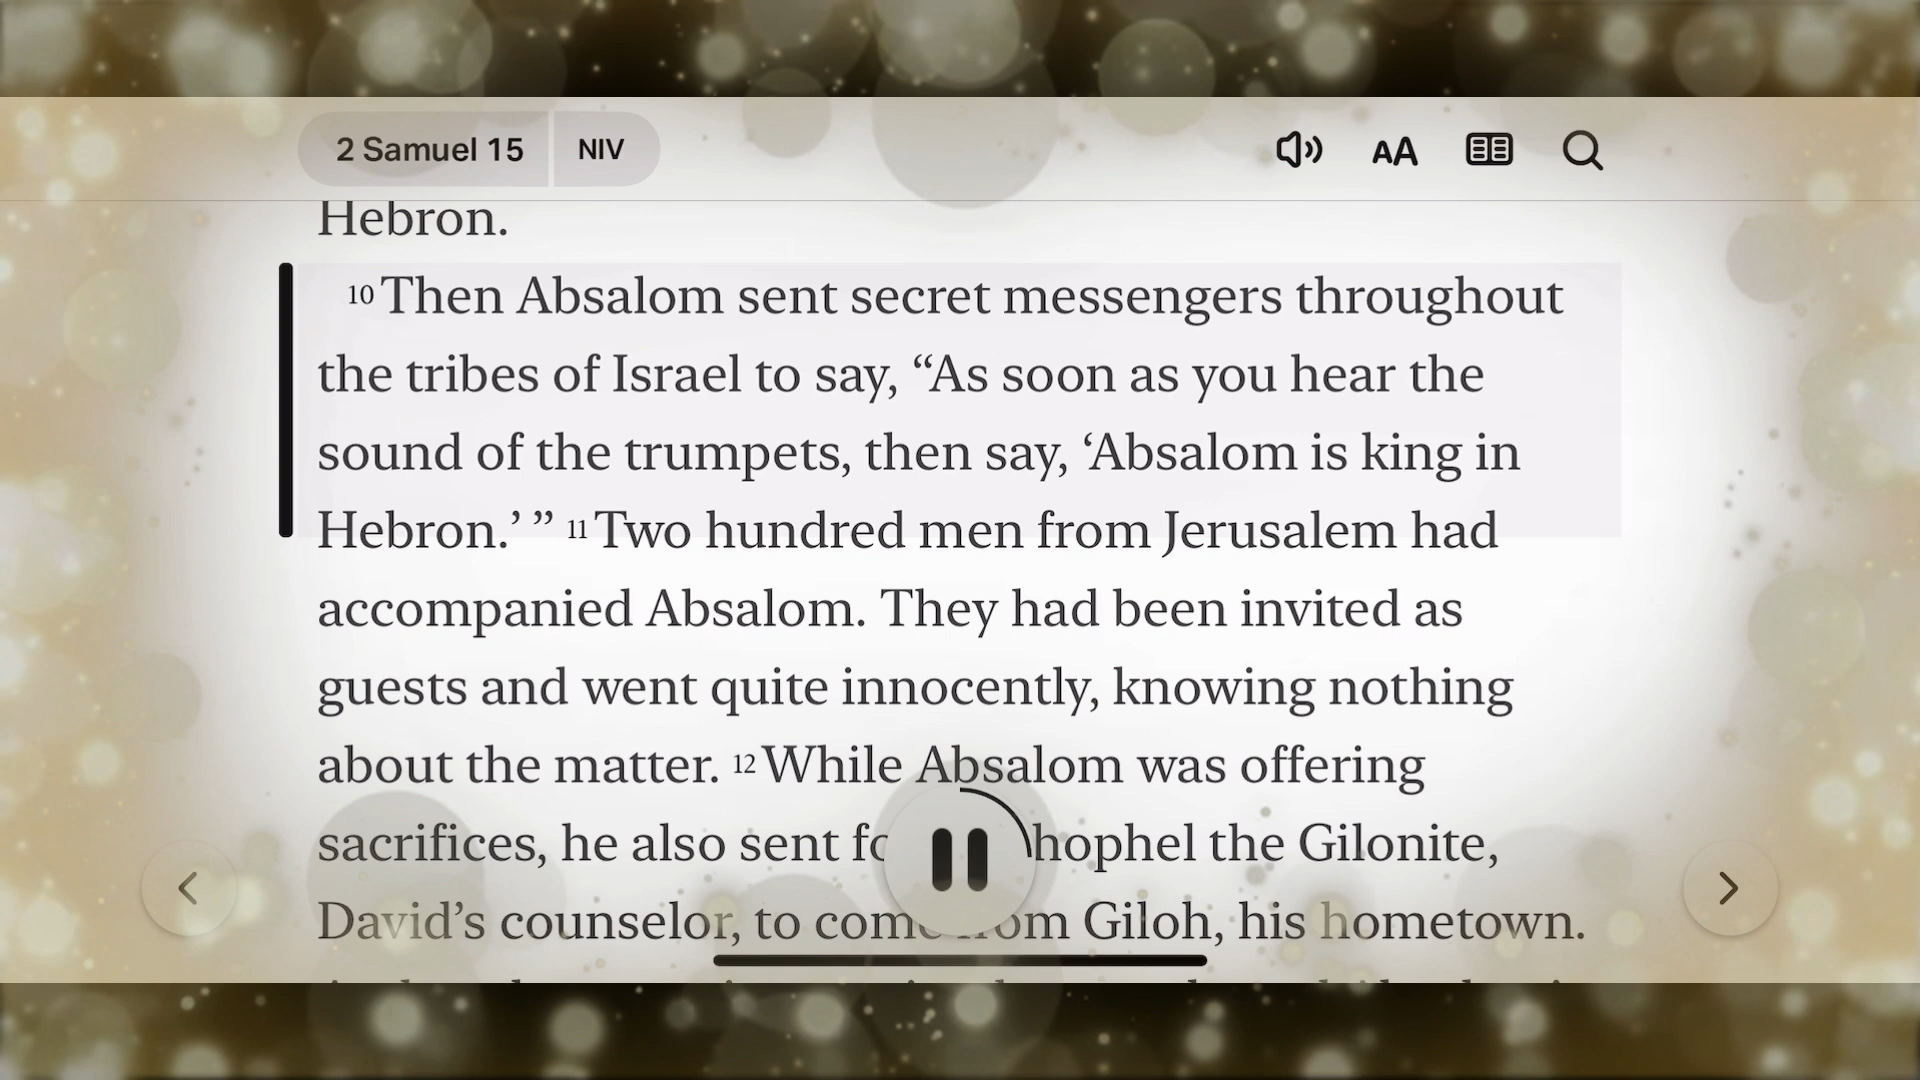 2 Samuel 15 NIV
AA
Hebron.
10 Then Absalom sent secret messengers throughout
the tribes of Israel to say, “As soon as you hear the
sound of the trumpets, then say, ‘Absalom is king in
Hebron.’ ” 11 Two hundred men from Jerusalem had
accompanied Absalom. They had been invited as
guests and went quite innocently, knowing nothing
about the matter. 12 While Absalom was offering
sacrifices, he also sent hophel the Gilonite,
David’s counselor, to come from Giloh, his hometown.